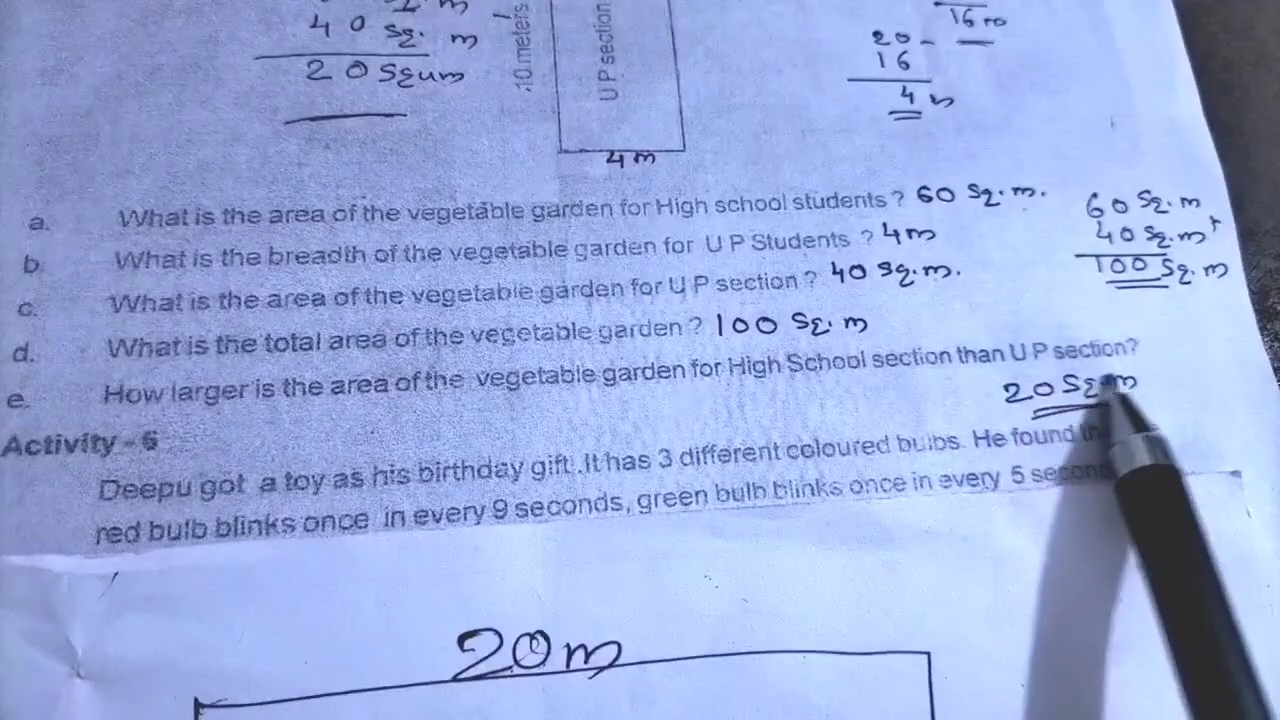 40 sq. m
20 squm
10 meters
U P section
4 m
16
20 -
16
4 m
a. What is the area of the vegetable garden for High school students ? 60 Sq. m.
b. What is the breadth of the vegetable garden for U P Students ? 4m
c. What is the area of the vegetable garden for U P section ? 40 Sq. m.
d. What is the total area of the vegetable garden ? 100 Sq. m
e. How larger is the area of the vegetable garden for High School section than U P section?
60 Sq. m
40 Sq. m +
100 Sq. m
20 Sq m
Activity - 6
Deepu got a toy as his birthday gift. It has 3 different coloured bulbs. He found
red bulb blinks once in every 9 seconds, green bulb blinks once in every 5
20m